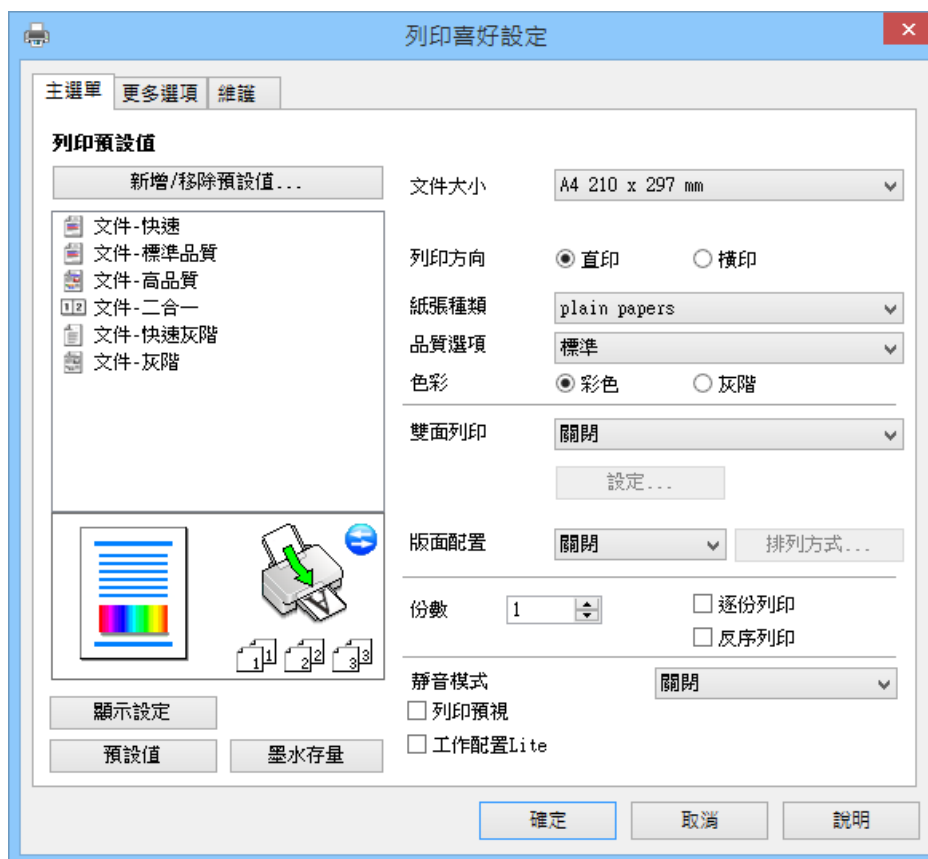 列印喜好設定
主選單 更多選項 維護
列印預設值
新增/移除預設值...
文件-快速
文件-標準品質
文件-高品質
1 2 文件-二合一
文件-快速灰階
文件-灰階
1 1 2 2 3 3
顯示設定
預設值 墨水存量
文件大小 A4 210 x 297 mm
列印方向 直印 橫印
紙張種類 plain papers
品質選項 標準
色彩 彩色 灰階
雙面列印 關閉
設定...
版面配置 關閉 排列方式...
份數 1 逐份列印
反序列印
靜音模式 關閉
列印預視
工作配置Lite
確定 取消 說明